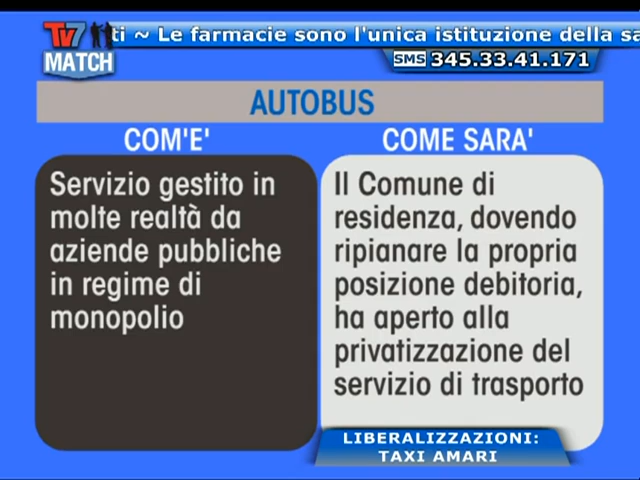 TV7
MATCH
ti ~ Le farmacie sono l'unica istituzione della sa
SMS 345.33.41.171
AUTOBUS
COM'E'
COME SARA'
Servizio gestito in
molte realtà da
aziende pubbliche
in regime di
monopolio
Il Comune di
residenza, dovendo
ripianare la propria
posizione debitoria,
ha aperto alla
privatizzazione del
servizio di trasporto
LIBERALIZZAZIONI:
TAXI AMARI